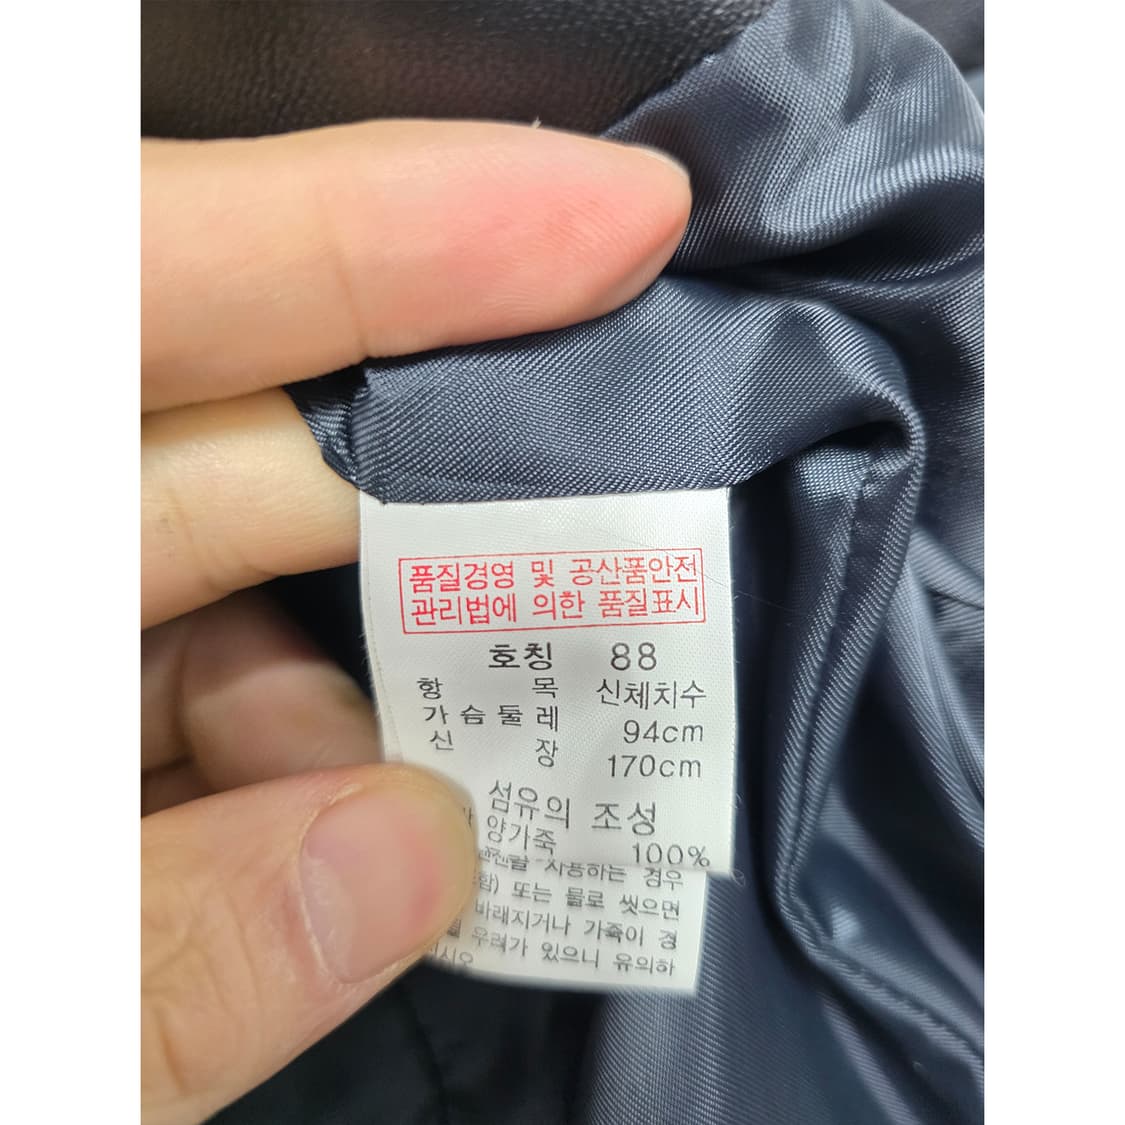 품질경영 및 공산품안전
관리법에 의한 품질표시
호칭 88
항 목 신체치수
가 슴 둘 레 94cm
신 장 170cm
섬유의 조성
양가죽 100%
사용하는 경우
또는 물로 씻으면
바래지거나 가죽이 경
우려가 있으니 유의하